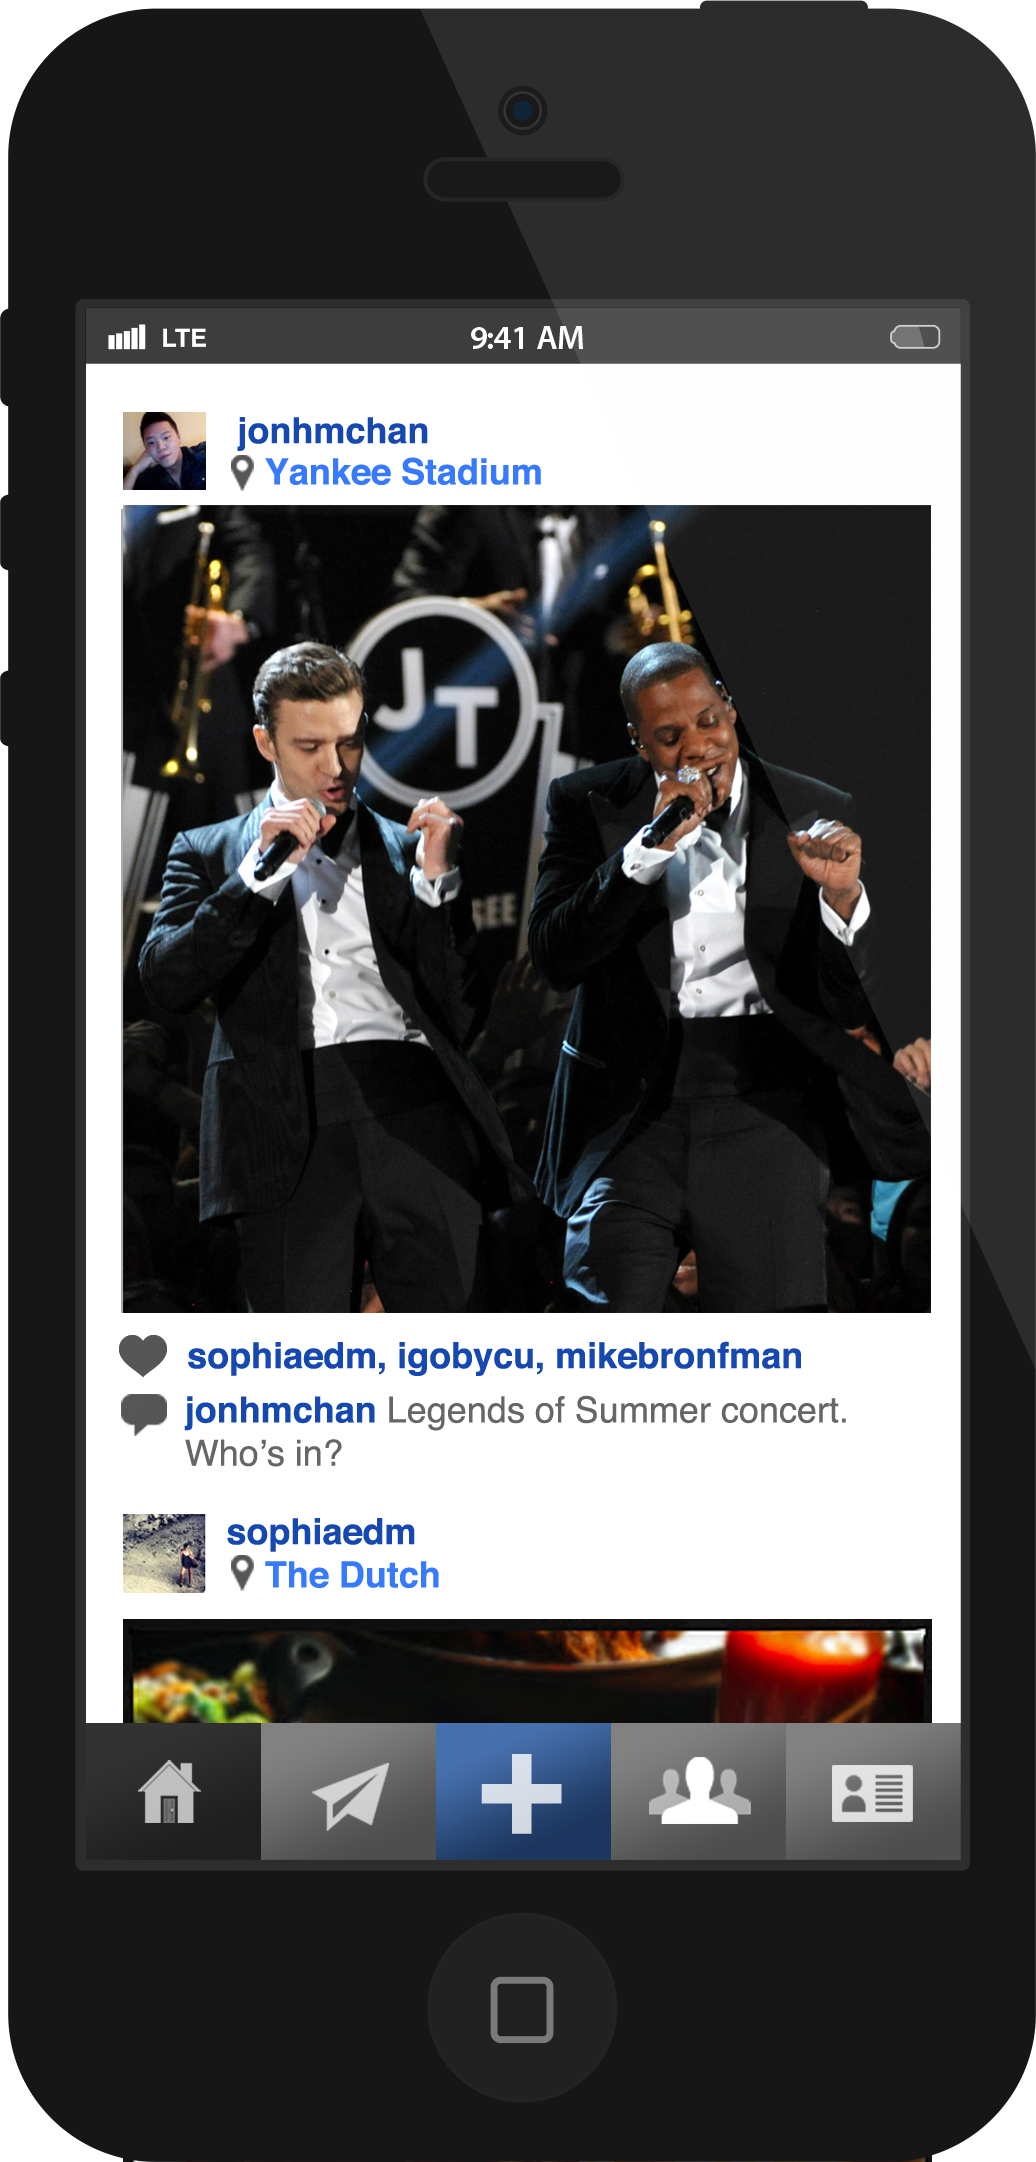 LTE 9:41 AM
jonhmchan
Yankee Stadium
JT
SEE
sophiaedm, igobycu, mikebronfman
jonhmchan Legends of Summer concert.
Who’s in?
sophiaedm
The Dutch